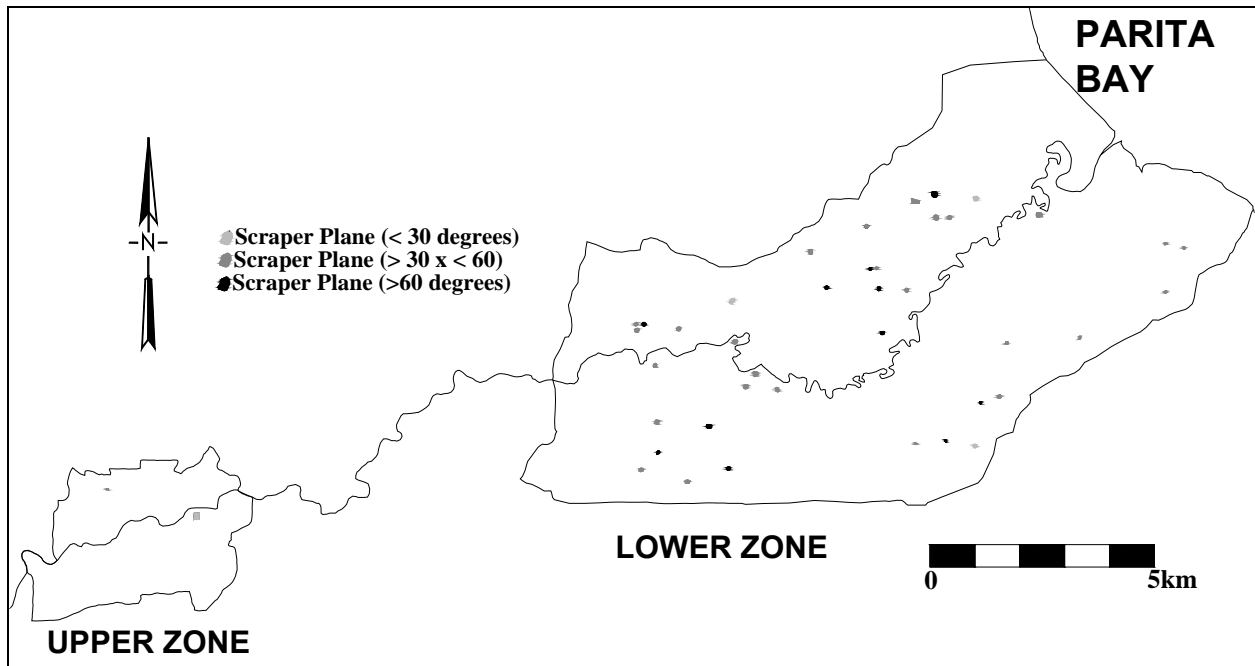 PARITA
BAY
-N-
Scraper Plane (< 30 degrees)
Scraper Plane (> 30 x < 60)
Scraper Plane (>60 degrees)
LOWER ZONE
0
5km
UPPER ZONE